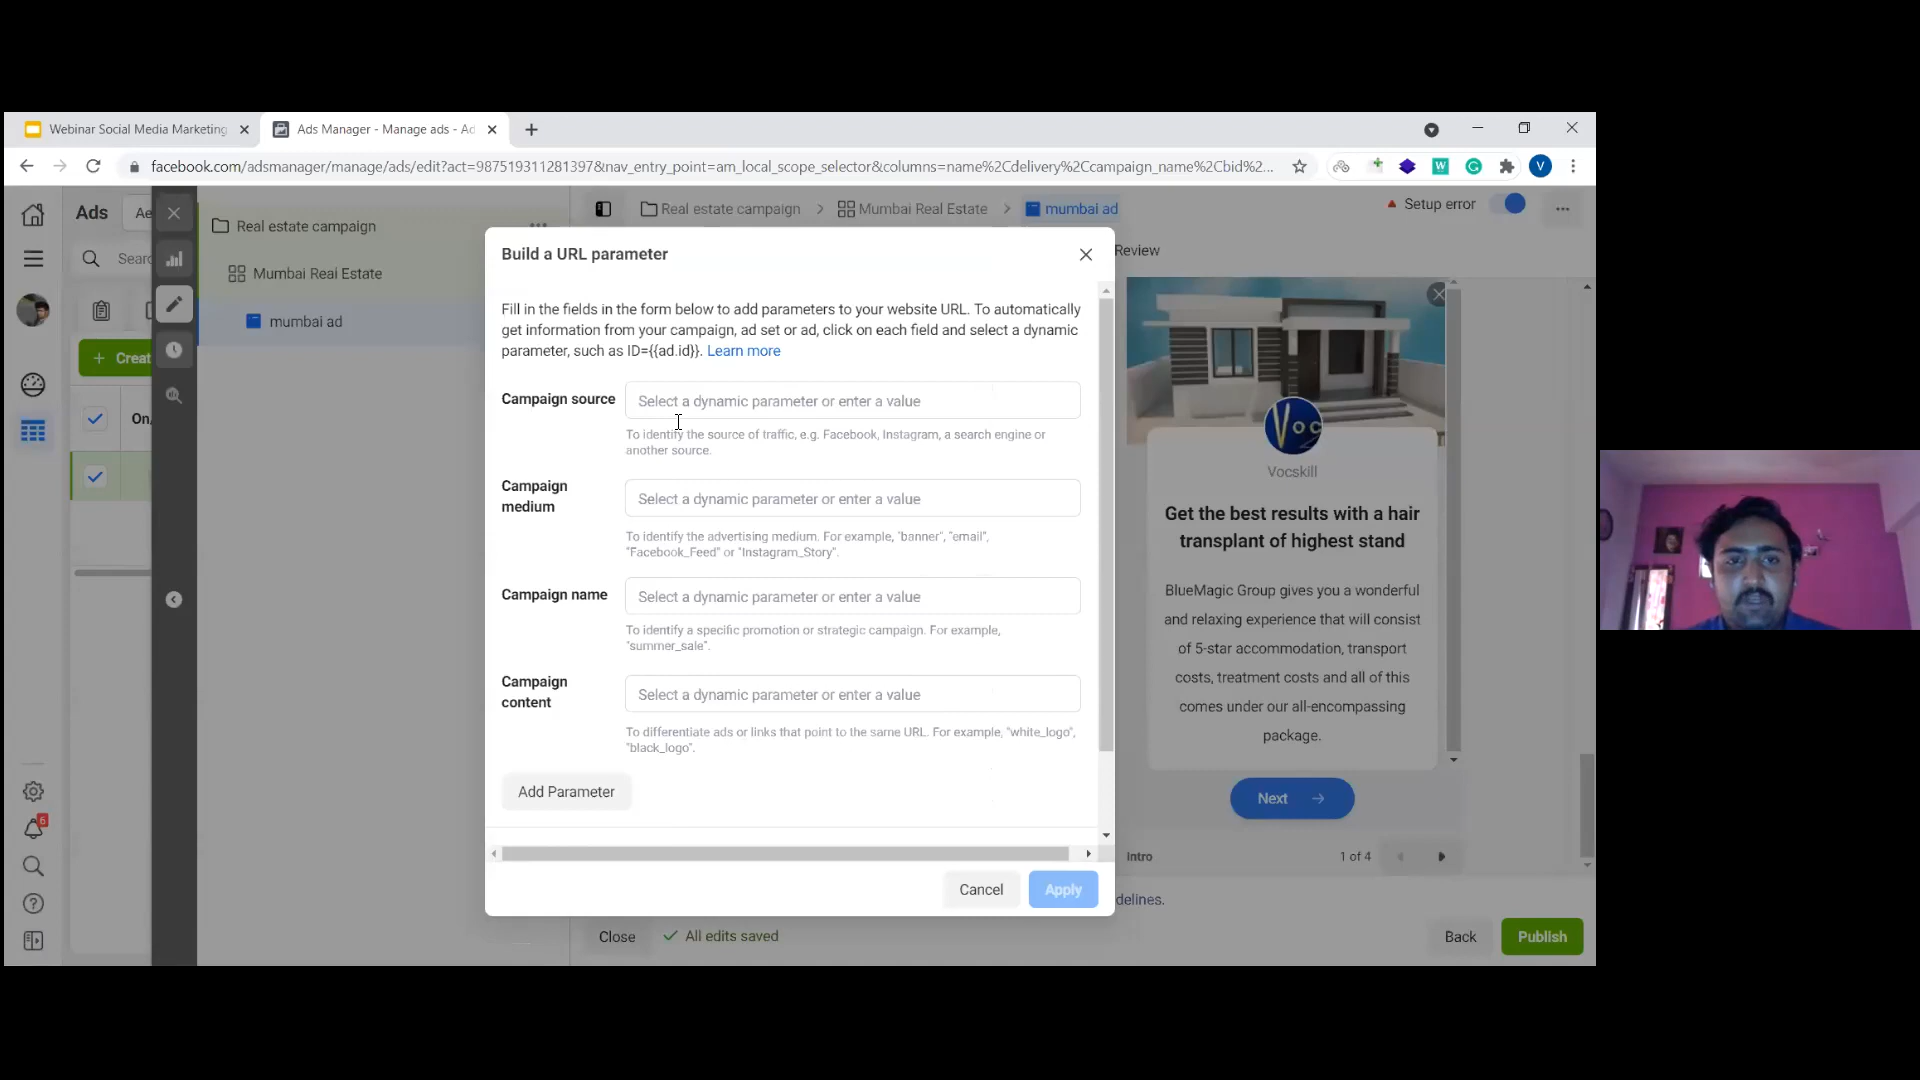 Webinar Social Media Marketing
Ads Manager - Manage ads - Ad
facebook.com/adsmanager/manage/ads/edit?act=987519311281397&nav_entry_point=am_local_scope_selector&columns=name%2Cdelivery%2Ccampaign_name%2Cbid%2...
W
V
Ads
Searc
Creat
On
6
Real estate campaign
Mumbai Real Estate
mumbai ad
Real estate campaign
Mumbai Real Estate
mumbai ad
Setup error
Review
Build a URL parameter
Fill in the fields in the form below to add parameters to your website URL. To automatically
get information from your campaign, ad set or ad, click on each field and select a dynamic
parameter, such as ID={{ad.id}}. Learn more
Campaign source
Select a dynamic parameter or enter a value
To identify the source of traffic, e.g. Facebook, Instagram, a search engine or
another source.
Campaign
medium
Select a dynamic parameter or enter a value
To identify the advertising medium. For example, "banner", "email",
"Facebook_Feed" or "Instagram_Story".
Campaign name
Select a dynamic parameter or enter a value
To identify a specific promotion or strategic campaign. For example,
"summer_sale".
Campaign
content
Select a dynamic parameter or enter a value
To differentiate ads or links that point to the same URL. For example, "white_logo",
"black_logo".
Add Parameter
Cancel
Apply
Voc
Vocskill
Get the best results with a hair
transplant of highest stand
BlueMagic Group gives you a wonderful
and relaxing experience that will consist
of 5-star accommodation, transport
costs, treatment costs and all of this
comes under our all-encompassing
package.
Next
Intro
1 of 4
delines.
Close
All edits saved
Back
Publish